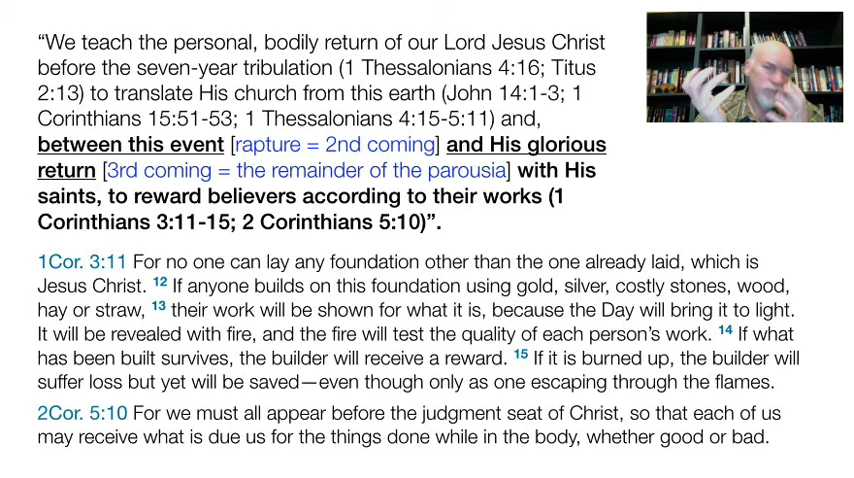 “We teach the personal, bodily return of our Lord Jesus Christ
before the seven-year tribulation (1 Thessalonians 4:16; Titus
2:13) to translate His church from this earth (John 14:1-3; 1
Corinthians 15:51-53; 1 Thessalonians 4:15-5:11) and,
between this event [rapture = 2nd coming] and His glorious
return [3rd coming = the remainder of the parousia] with His
saints, to reward believers according to their works (1
Corinthians 3:11-15; 2 Corinthians 5:10)”.
1Cor. 3:11 For no one can lay any foundation other than the one already laid, which is
Jesus Christ. 12 If anyone builds on this foundation using gold, silver, costly stones, wood,
hay or straw, 13 their work will be shown for what it is, because the Day will bring it to light.
It will be revealed with fire, and the fire will test the quality of each person’s work. 14 If what
has been built survives, the builder will receive a reward. 15 If it is burned up, the builder will
suffer loss but yet will be saved—even though only as one escaping through the flames.
2Cor. 5:10 For we must all appear before the judgment seat of Christ, so that each of us
may receive what is due us for the things done while in the body, whether good or bad.